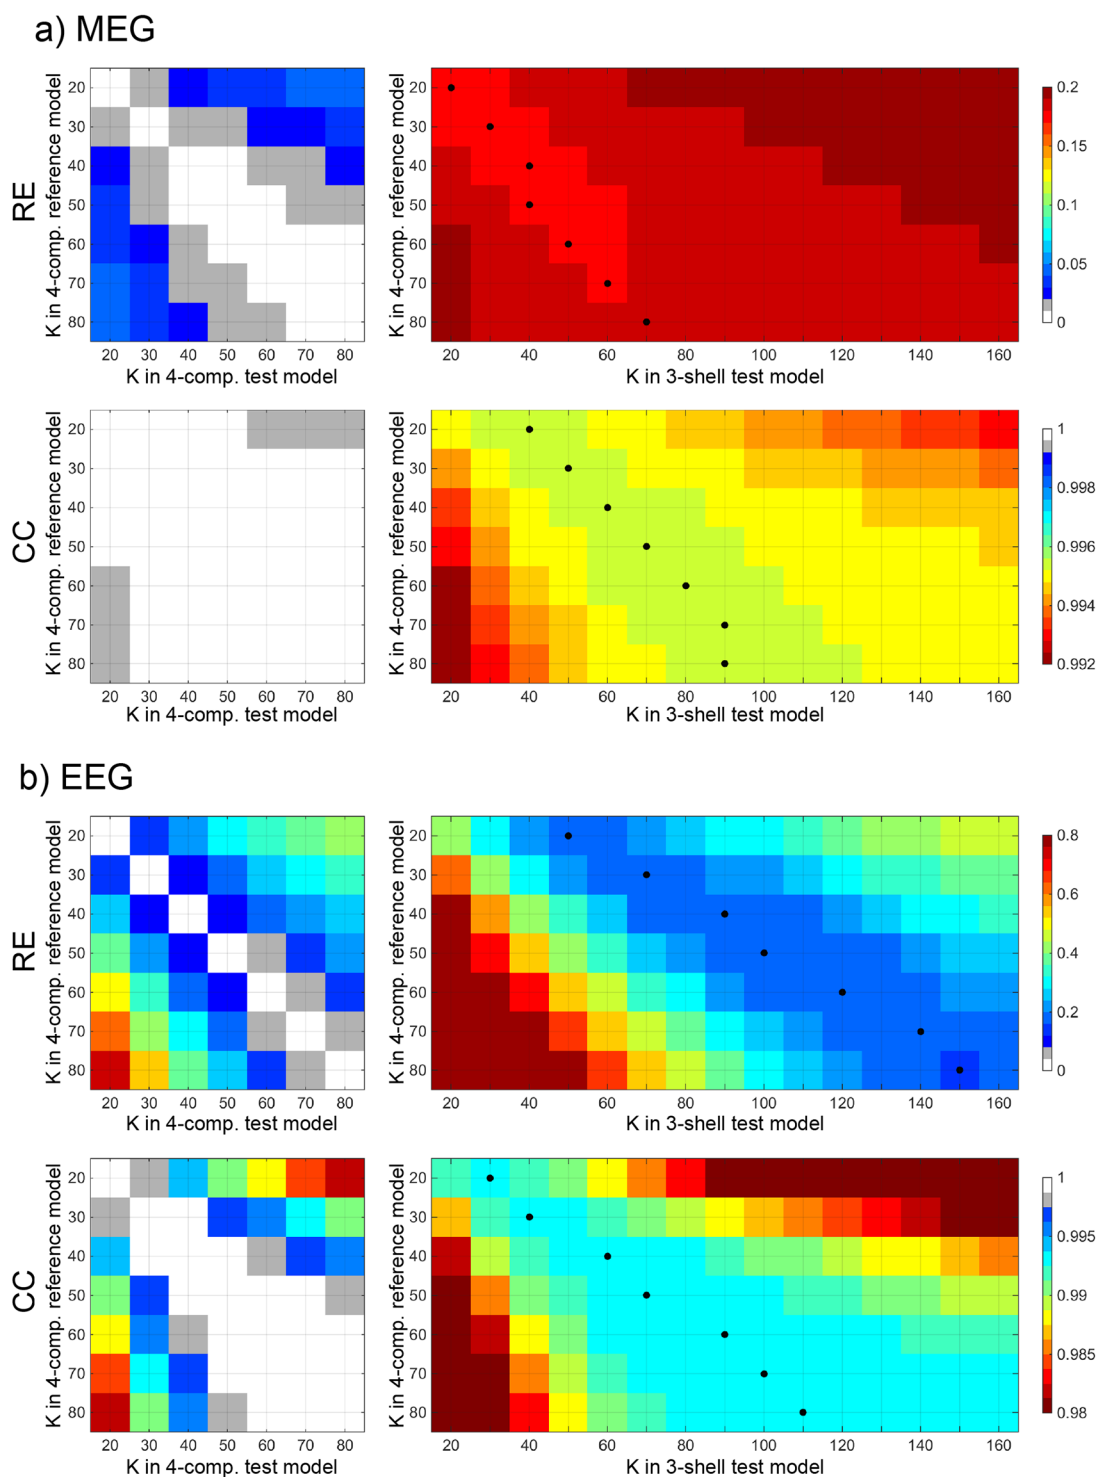 a) MEG
RE
K in 4-comp. reference model
20
30
40
50
60
70
80
20 30 40 50 60 70 80
K in 4-comp. test model
K in 4-comp. reference model
20
30
40
50
60
70
80
20 40 60 80 100 120 140 160
K in 3-shell test model
0.2
0.15
0.1
0.05
0
CC
K in 4-comp. reference model
20
30
40
50
60
70
80
20 30 40 50 60 70 80
K in 4-comp. test model
K in 4-comp. reference model
20
30
40
50
60
70
80
20 40 60 80 100 120 140 160
K in 3-shell test model
1
0.998
0.996
0.994
0.992
b) EEG
RE
K in 4-comp. reference model
20
30
40
50
60
70
80
20 30 40 50 60 70 80
K in 4-comp. test model
K in 4-comp. reference model
20
30
40
50
60
70
80
20 40 60 80 100 120 140 160
K in 3-shell test model
0.8
0.6
0.4
0.2
0
CC
K in 4-comp. reference model
20
30
40
50
60
70
80
20 30 40 50 60 70 80
K in 4-comp. test model
K in 4-comp. reference model
20
30
40
50
60
70
80
20 40 60 80 100 120 140 160
K in 3-shell test model
1
0.995
0.99
0.985
0.98